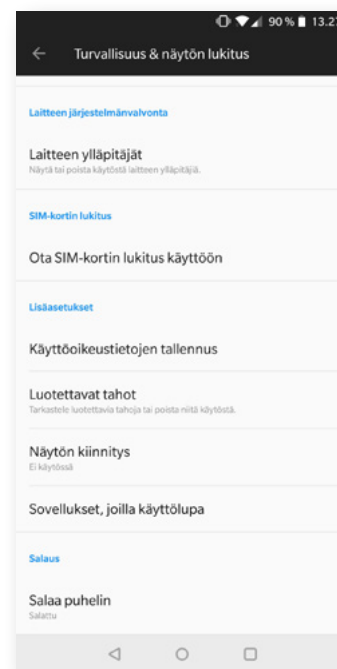 90 % 13.27
Turvallisuus & näytön lukitus
Laitteen järjestelmänvalvonta
Laitteen ylläpitäjät
Näytä tai poista käytöstä laitteen ylläpitäjiä.
SIM-kortin lukitus
Ota SIM-kortin lukitus käyttöön
Lisäasetukset
Käyttöoikeustietojen tallennus
Luotettavat tahot
Tarkastele luotettavia tahoja tai poista niitä käytöstä.
Näytön kiinnitys
Ei käytössä
Sovellukset, joilla käyttölupa
Salaus
Salaa puhelin
Salattu